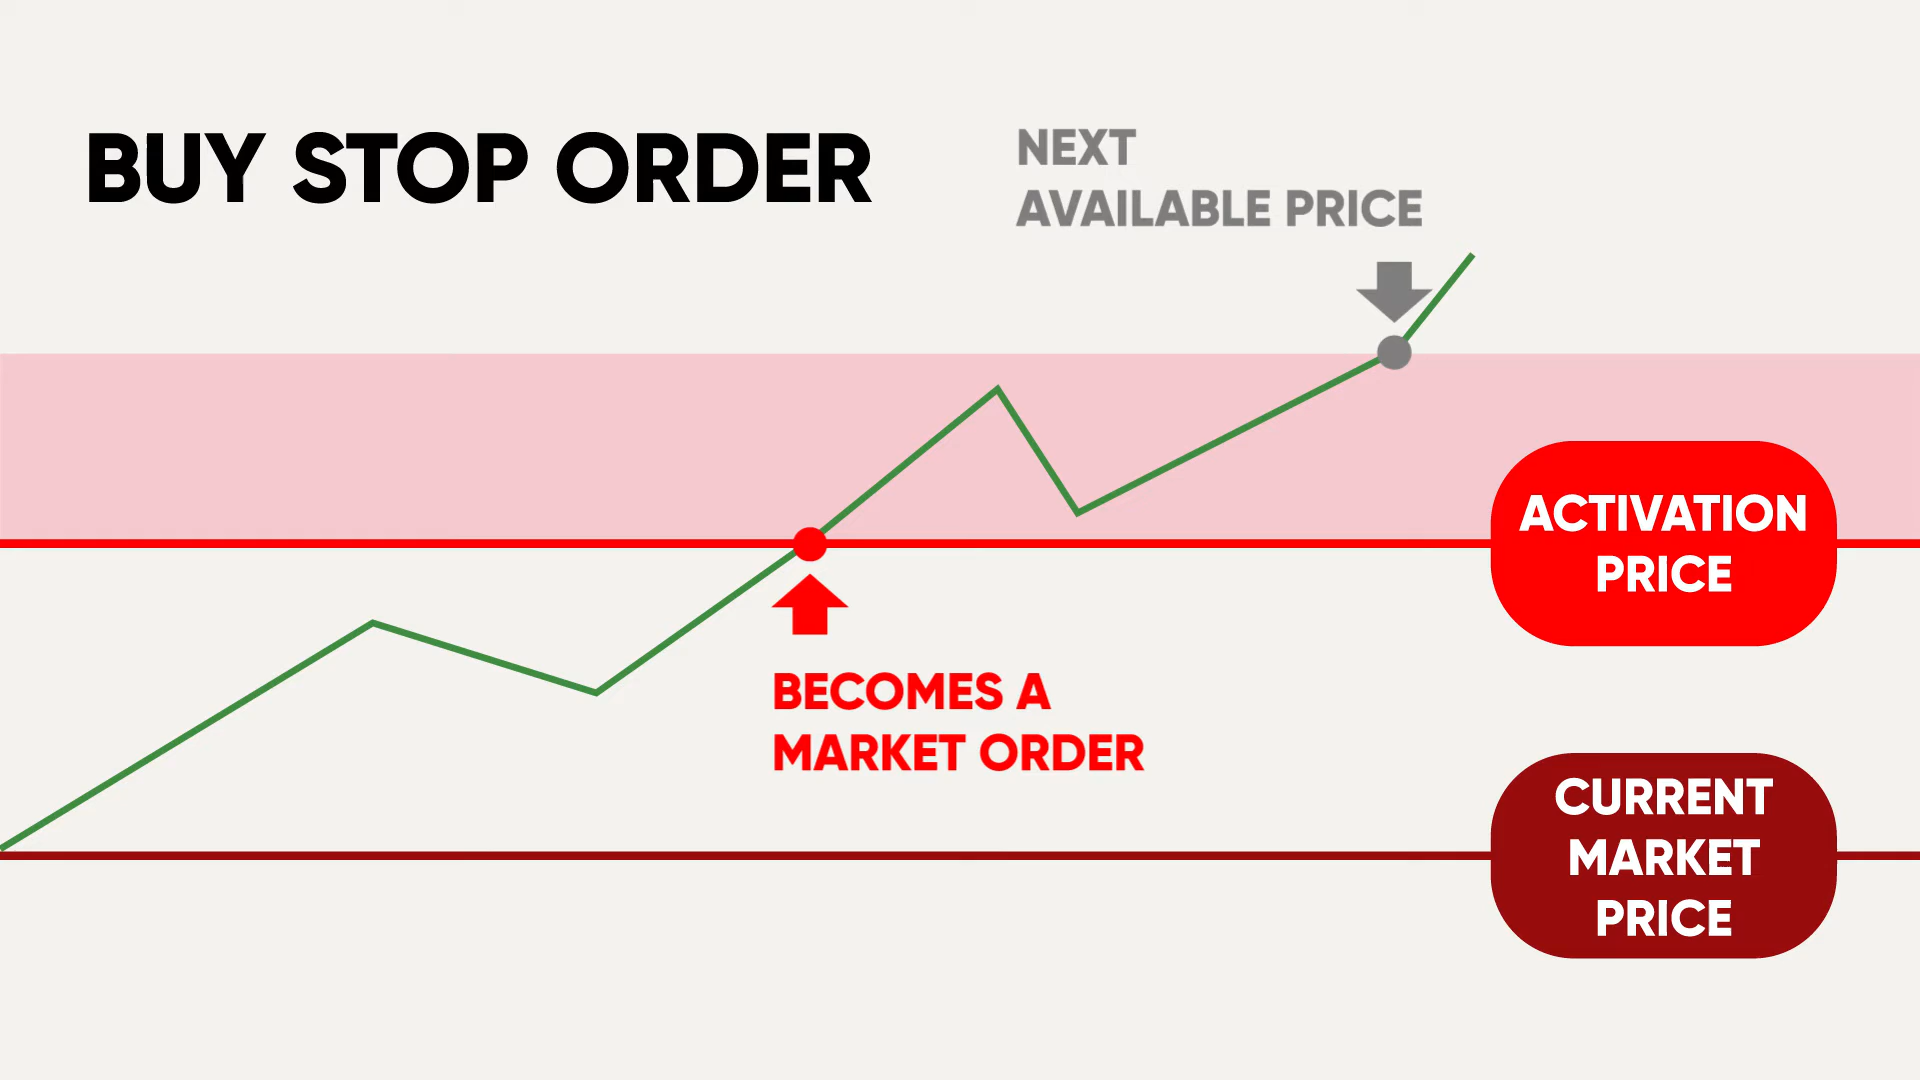 BUY STOP ORDER
NEXT
AVAILABLE PRICE
ACTIVATION
PRICE
BECOMES A
MARKET ORDER
CURRENT
MARKET
PRICE